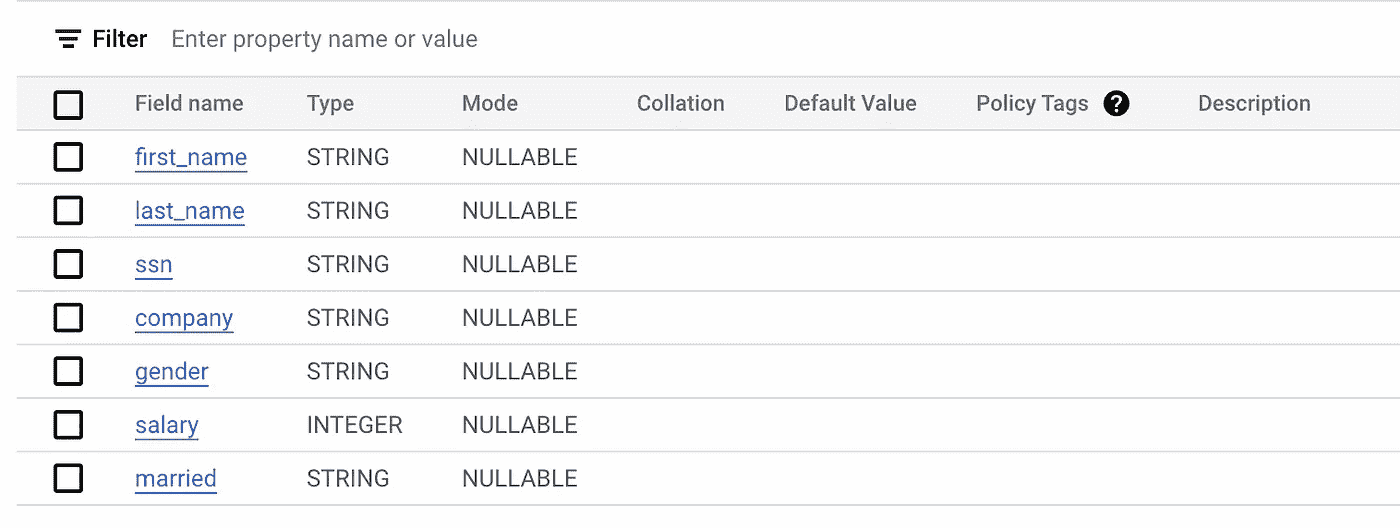 Filter Enter property name or value
Field name Type Mode Collation Default Value Policy Tags ? Description
first_name STRING NULLABLE
last_name STRING NULLABLE
ssn STRING NULLABLE
company STRING NULLABLE
gender STRING NULLABLE
salary INTEGER NULLABLE
married STRING NULLABLE